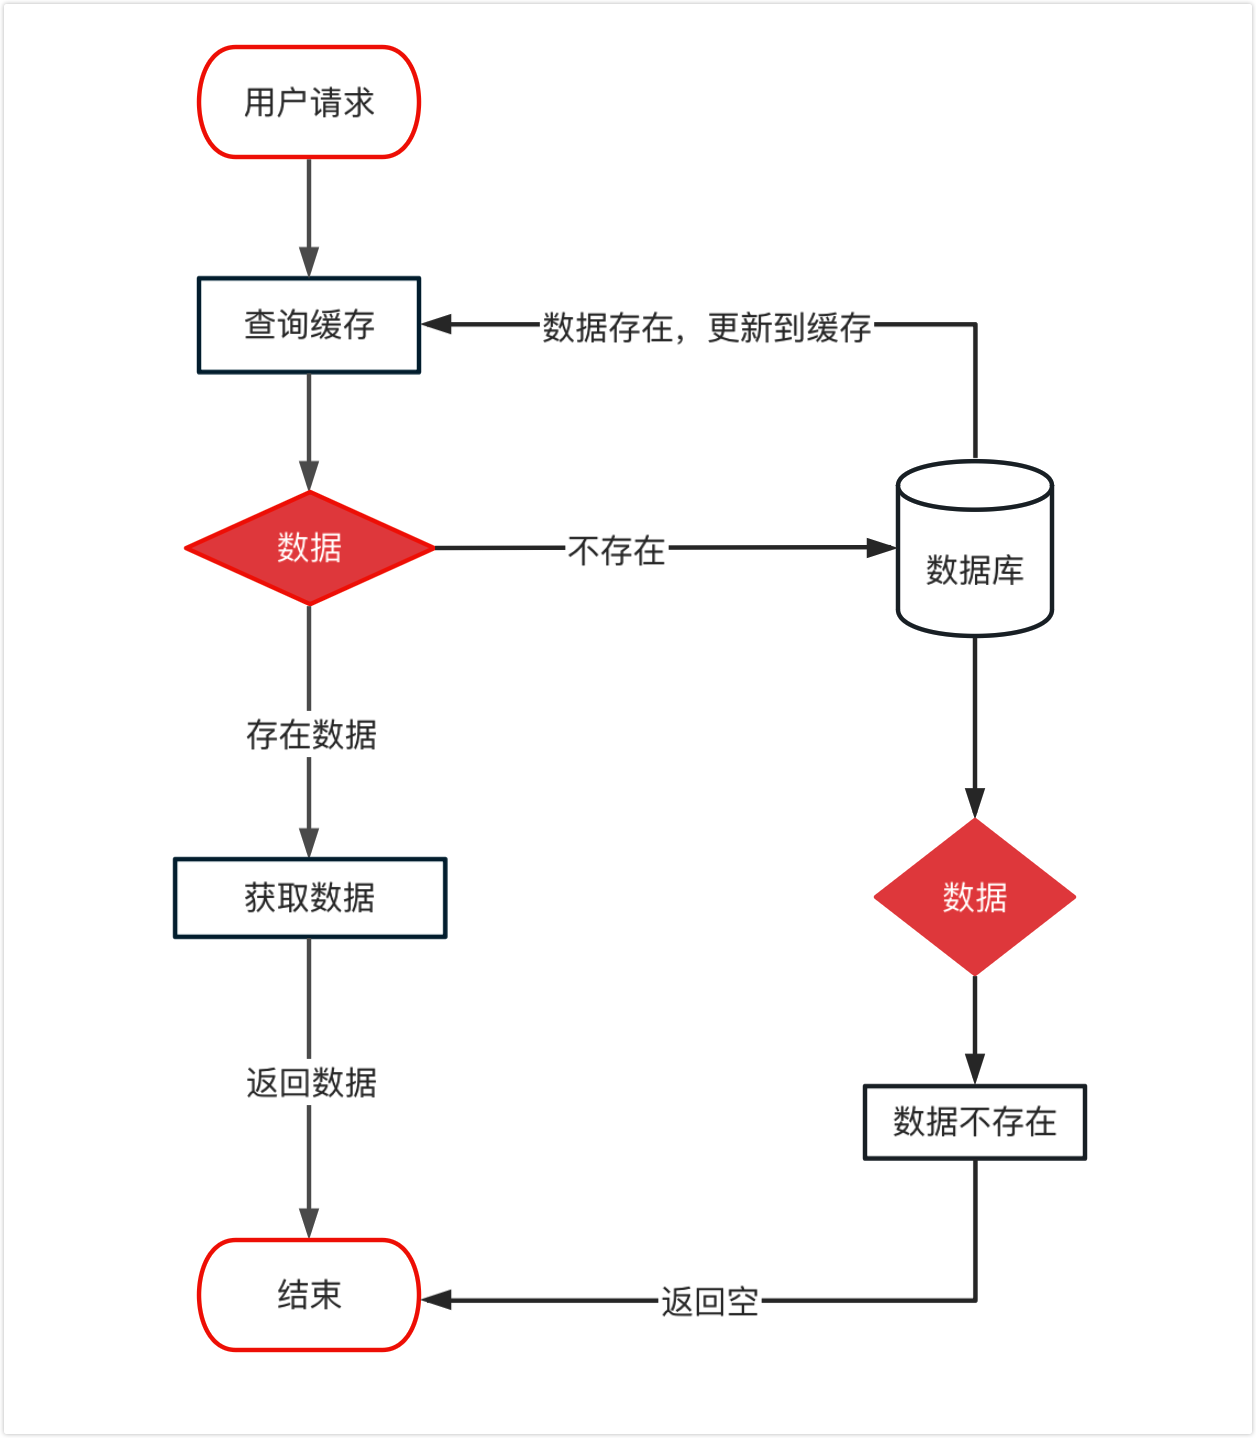 用户请求
查询缓存
数据存在，更新到缓存
数据
不存在
数据库
存在数据
获取数据
数据
返回数据
数据不存在
结束
返回空